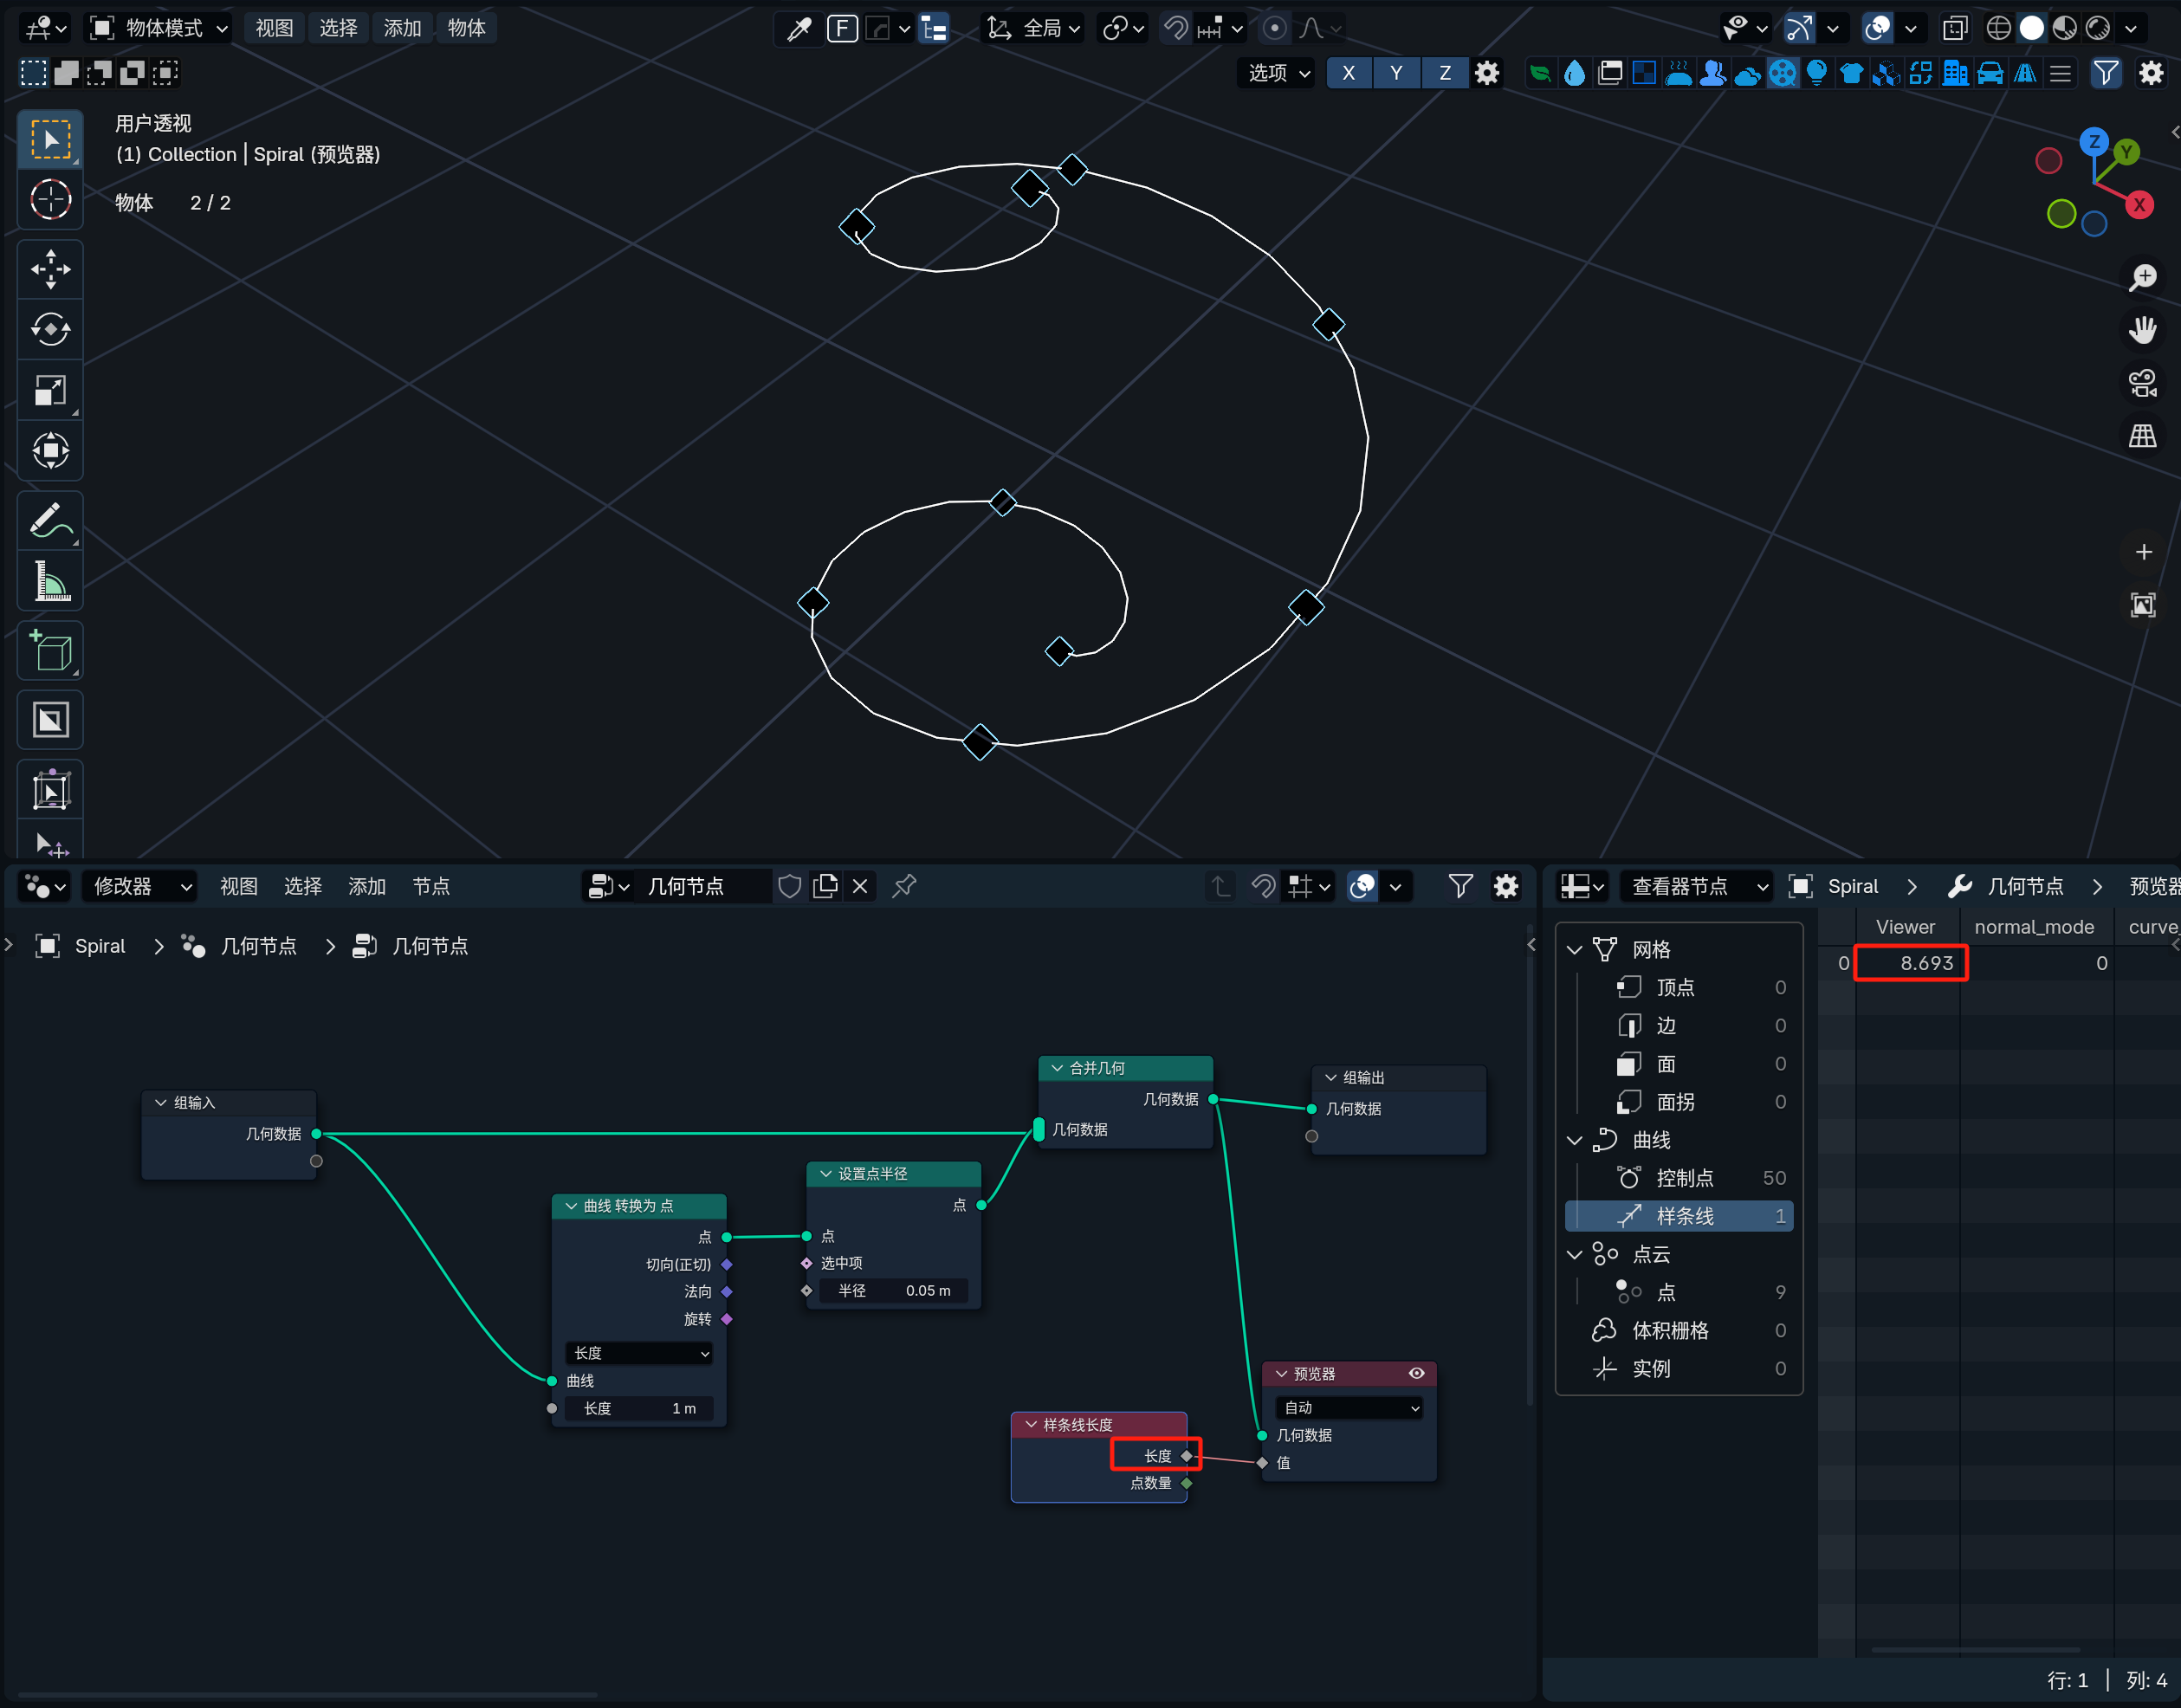 物体模式 视图 选择 添加 物体 F 全局
选项 X Y Z
用户透视
(1) Collection | Spiral (预览器)
物体 2 / 2
Z
Y
X
修改器 视图 选择 添加 节点 几何节点
Spiral > 几何节点 > 几何节点
组输入
几何数据
曲线 转换为 点
点
切向(正切)
法向
旋转
长度
曲线
长度 1 m
设置点半径
点
点
选中项
半径 0.05 m
合并几何
几何数据
几何数据
组输出
几何数据
样条线长度
长度
点数量
预览器
自动
几何数据
值
查看器节点 Spiral > 几何节点 > 预览器
网格
顶点 0
边 0
面 0
面拐 0
曲线
控制点 50
样条线 1
点云
点 9
体积栅格 0
实例 0
Viewer normal_mode curve_
0 8.693 0
行: 1 | 列: 4